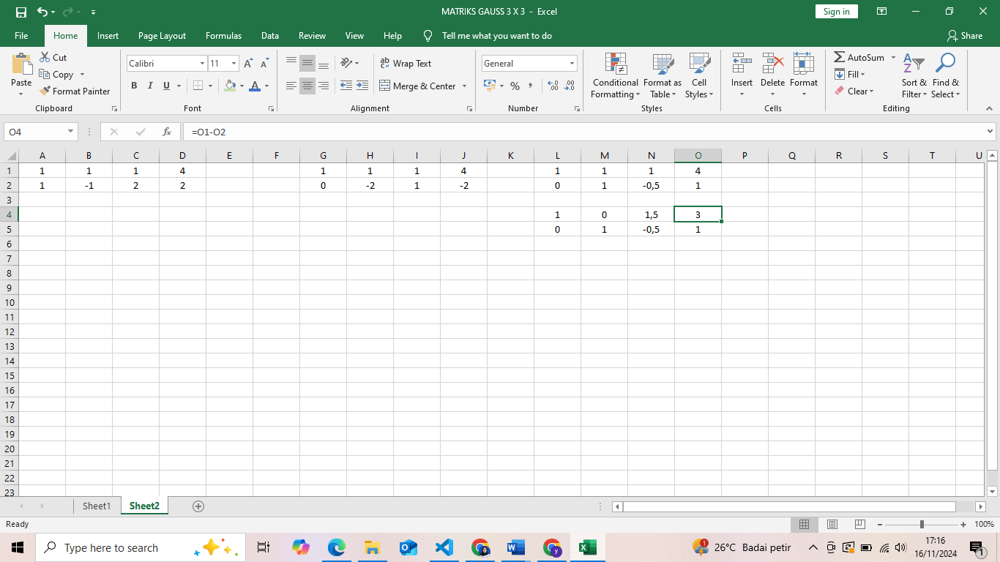 MATRIKS GAUSS 3 X 3 - Excel
Sign in
File Home Insert Page Layout Formulas Data Review View Help Tell me what you want to do Share
Paste
Cut
Copy
Format Painter
Clipboard
Calibri 11
B I U
Font
Wrap Text
Merge & Center
Alignment
General
% ,
Number
Conditional Formatting
Format as Table
Cell Styles
Styles
Insert Delete Format
Cells
AutoSum
Fill
Clear
Sort & Filter
Find & Select
Editing
O4 fx =O1-O2
A B C D E F G H I J K L M N O P Q R S T U
1 1 1 1 4 1 1 1 4 1 1 1 4
2 1 -1 2 2 0 -2 1 -2 0 1 -0,5 1
3
4 1 0 1,5 3
5 0 1 -0,5 1
6
7
8
9
10
11
12
13
14
15
16
17
18
19
20
21
22
23
Sheet1 Sheet2
Ready 100%
Type here to search
26°C Badai petir
17:16
16/11/2024
1